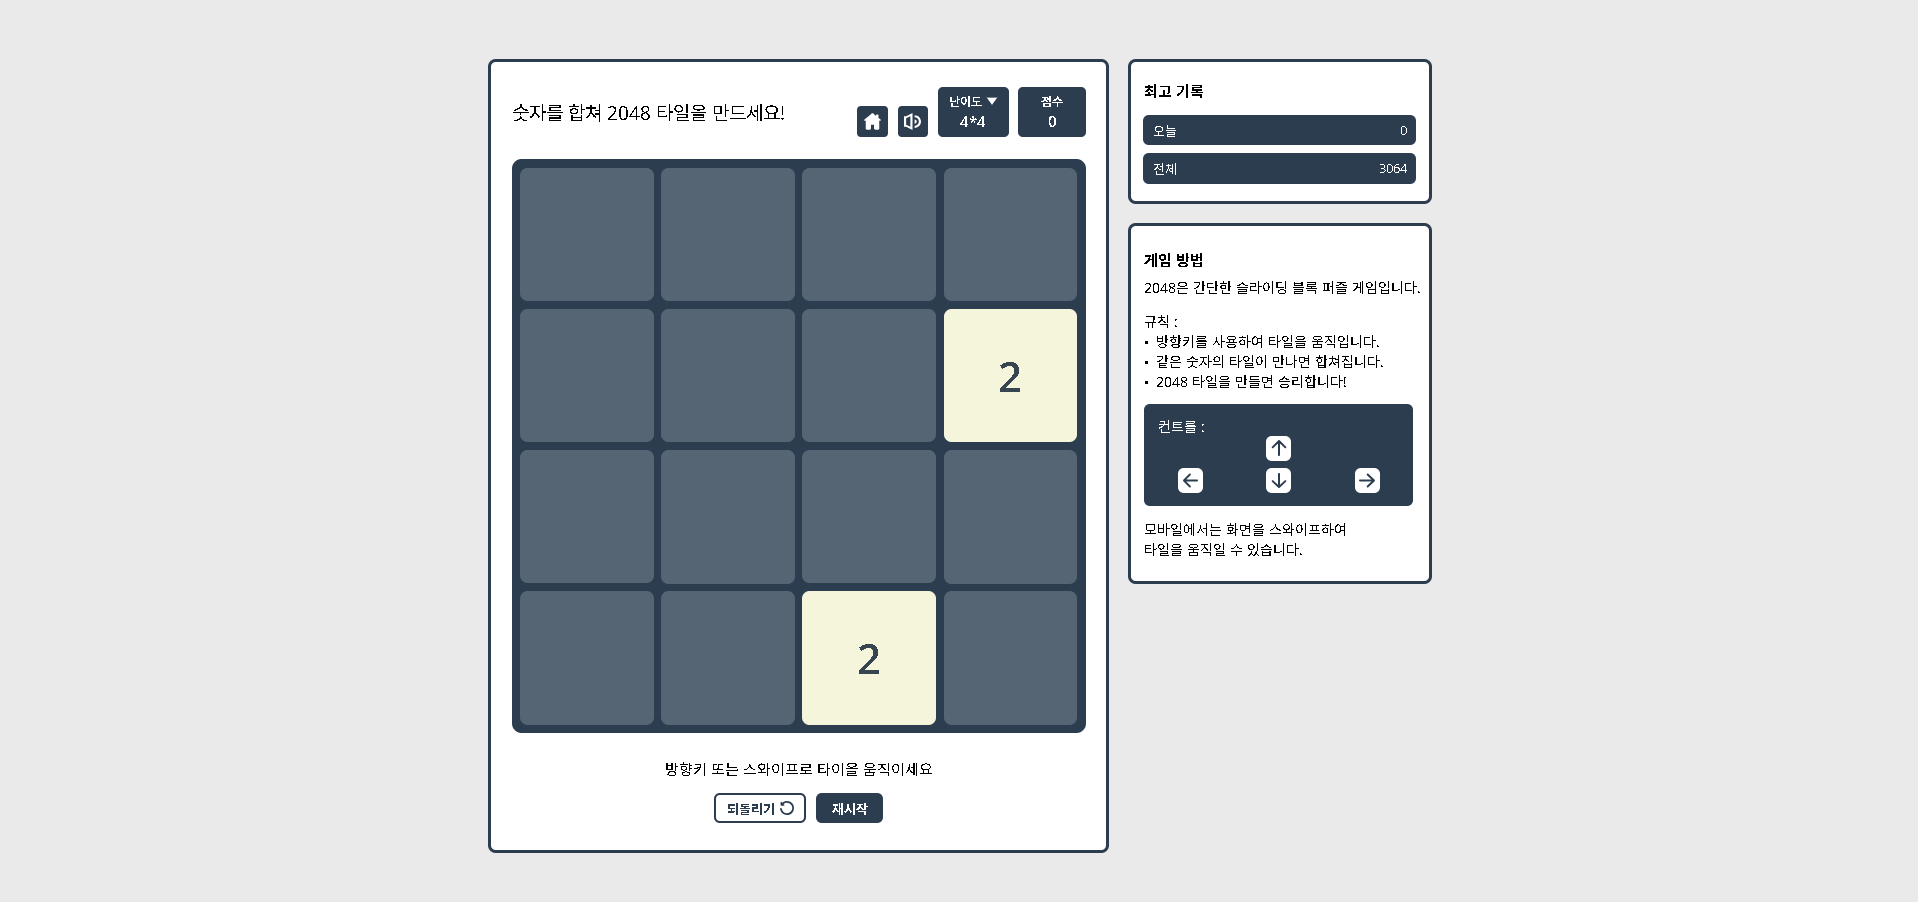 숫자를 합쳐 2048 타일을 만드세요!
난이도 ▼
4*4
점수
0
2
2
방향키 또는 스와이프로 타이을 움직이세요
되돌리기
재시작
최고 기록
오늘 0
전체 3064
게임 방법
2048은 간단한 슬라이딩 블록 퍼즐 게임입니다.
규칙 :
• 방향키를 사용하여 타일을 움직입니다.
• 같은 숫자의 타일이 만나면 합쳐집니다.
• 2048 타일을 만들면 승리합니다!
컨트롤 :
↑
← ↓ →
모바일에서는 화면을 스와이프하여
타일을 움직일 수 있습니다.